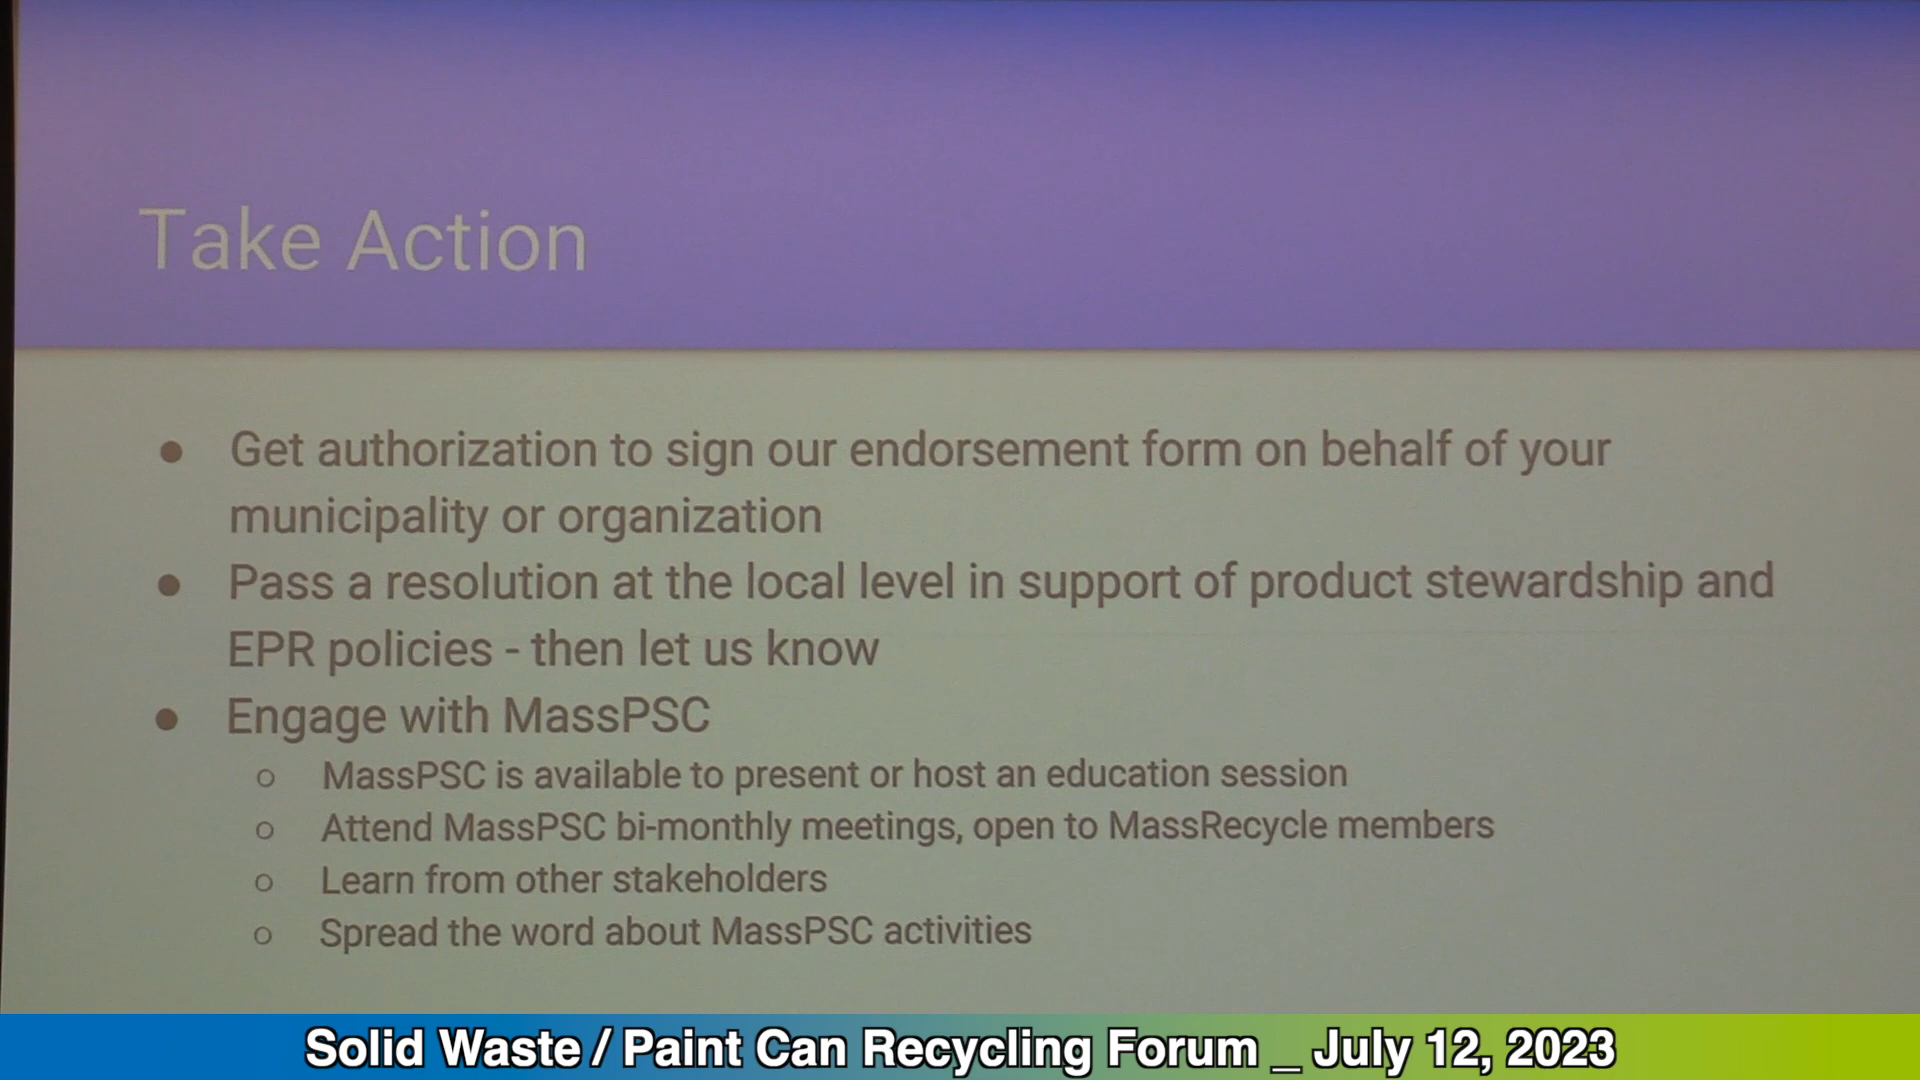 Take Action
● Get authorization to sign our endorsement form on behalf of your
municipality or organization
● Pass a resolution at the local level in support of product stewardship and
EPR policies - then let us know
● Engage with MassPSC
○ MassPSC is available to present or host an education session
○ Attend MassPSC bi-monthly meetings, open to MassRecycle members
○ Learn from other stakeholders
○ Spread the word about MassPSC activities
Solid Waste / Paint Can Recycling Forum _ July 12, 2023